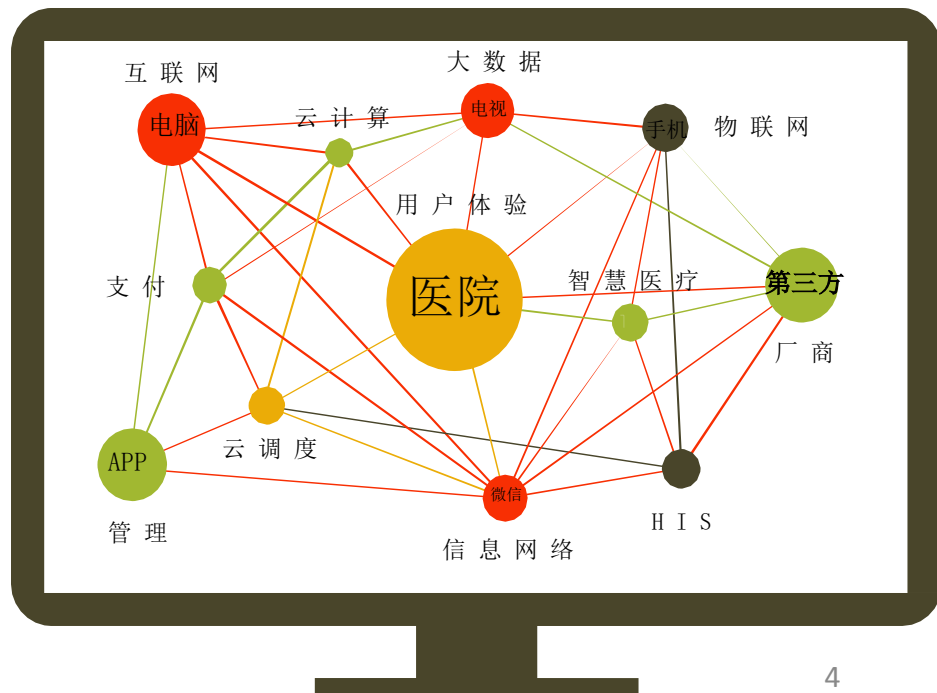 大数据
互联网
电视
云计算
电脑
手机
物联网
用户体验
智慧医疗
支付
医院
第三方
1
厂商
云调度
APP
微信
管理
HIS
信息网络
4